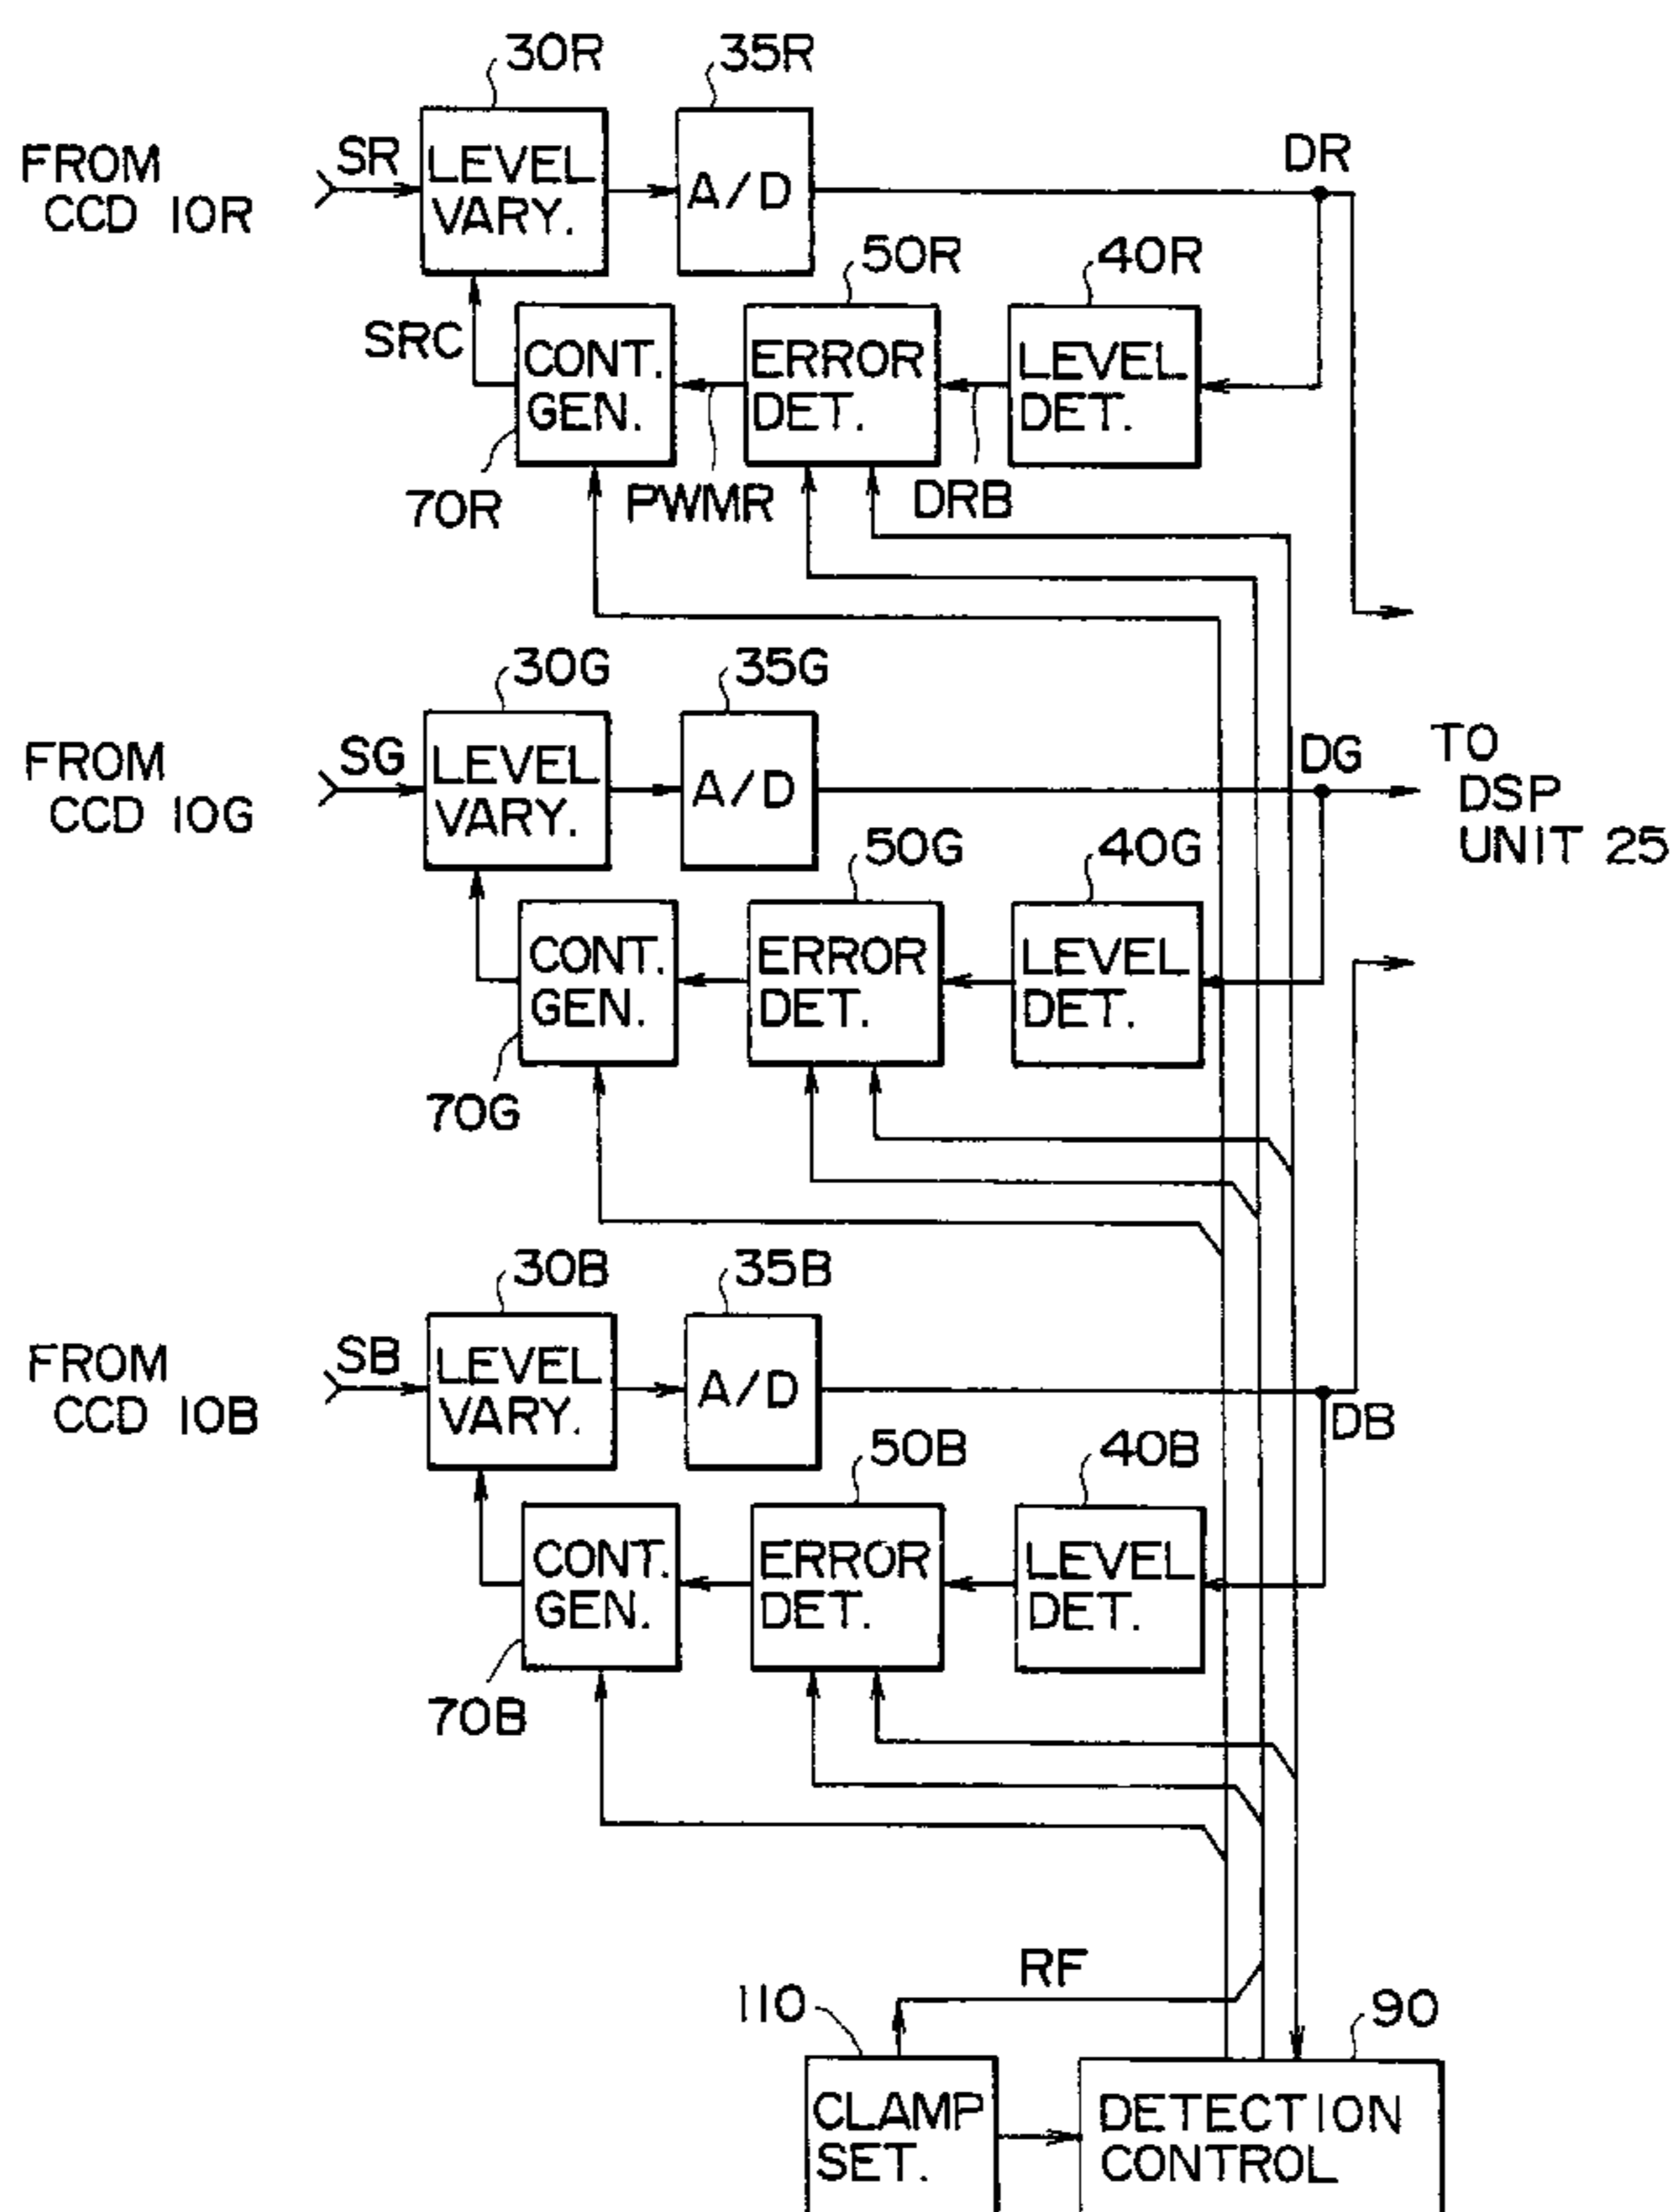 30R
35R
FROM
CCD 10R
SR
LEVEL
VARY.
A/D
DR
50R
40R
SRC
CONT.
GEN.
ERROR
DET.
LEVEL
DET.
70R
PWMR
DRB
30G
35G
FROM
CCD 10G
SG
LEVEL
VARY.
A/D
DG
TO
DSP
UNIT 25
50G
40G
CONT.
GEN.
ERROR
DET.
LEVEL
DET.
70G
30B
35B
FROM
CCD 10B
SB
LEVEL
VARY.
A/D
DB
50B
40B
CONT.
GEN.
ERROR
DET.
LEVEL
DET.
70B
RF
110
90
CLAMP
SET.
DETECTION
CONTROL